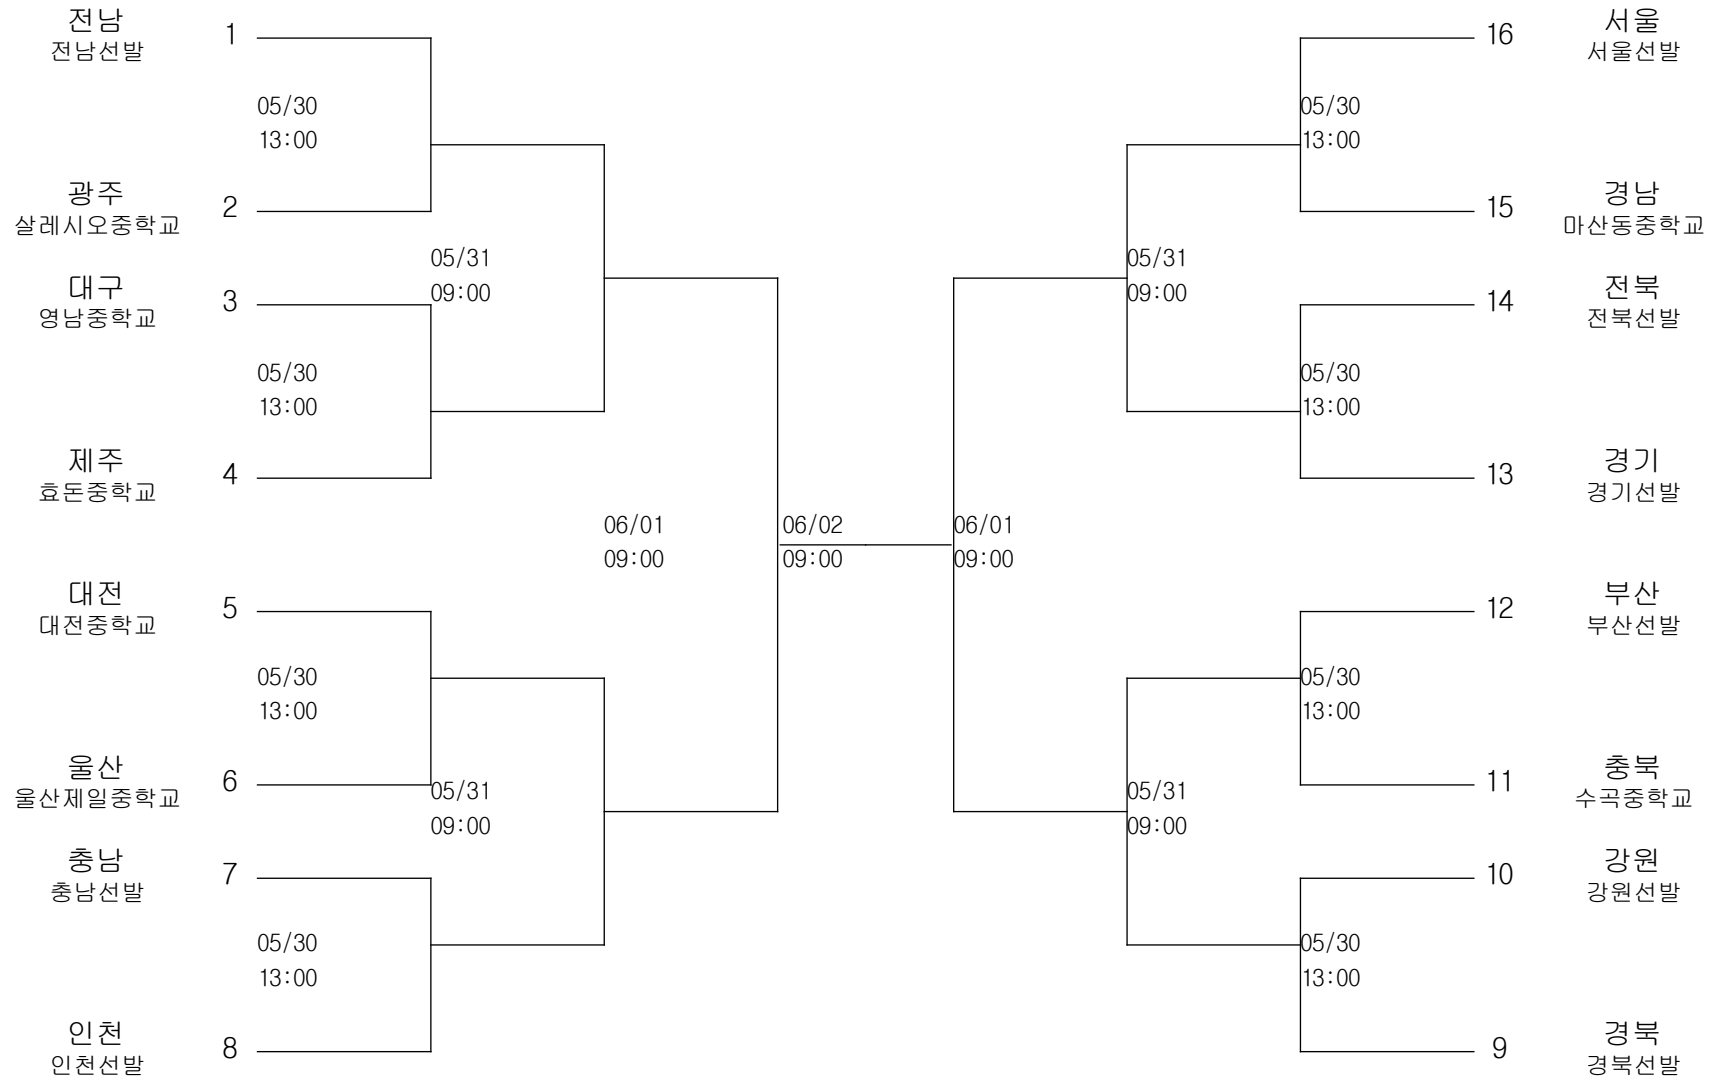 전남
전남선발
1
05/30
13:00
광주
살레시오중학교
2
05/31
09:00
대구
영남중학교
3
05/30
13:00
제주
효돈중학교
4
06/01
09:00
대전
대전중학교
5
05/30
13:00
울산
울산제일중학교
6
05/31
09:00
충남
충남선발
7
05/30
13:00
인천
인천선발
8
06/02
09:00
16
서울
서울선발
05/30
13:00
15
경남
마산동중학교
05/31
09:00
14
전북
전북선발
05/30
13:00
13
경기
경기선발
06/01
09:00
12
부산
부산선발
05/30
13:00
11
충북
수곡중학교
05/31
09:00
10
강원
강원선발
05/30
13:00
9
경북
경북선발